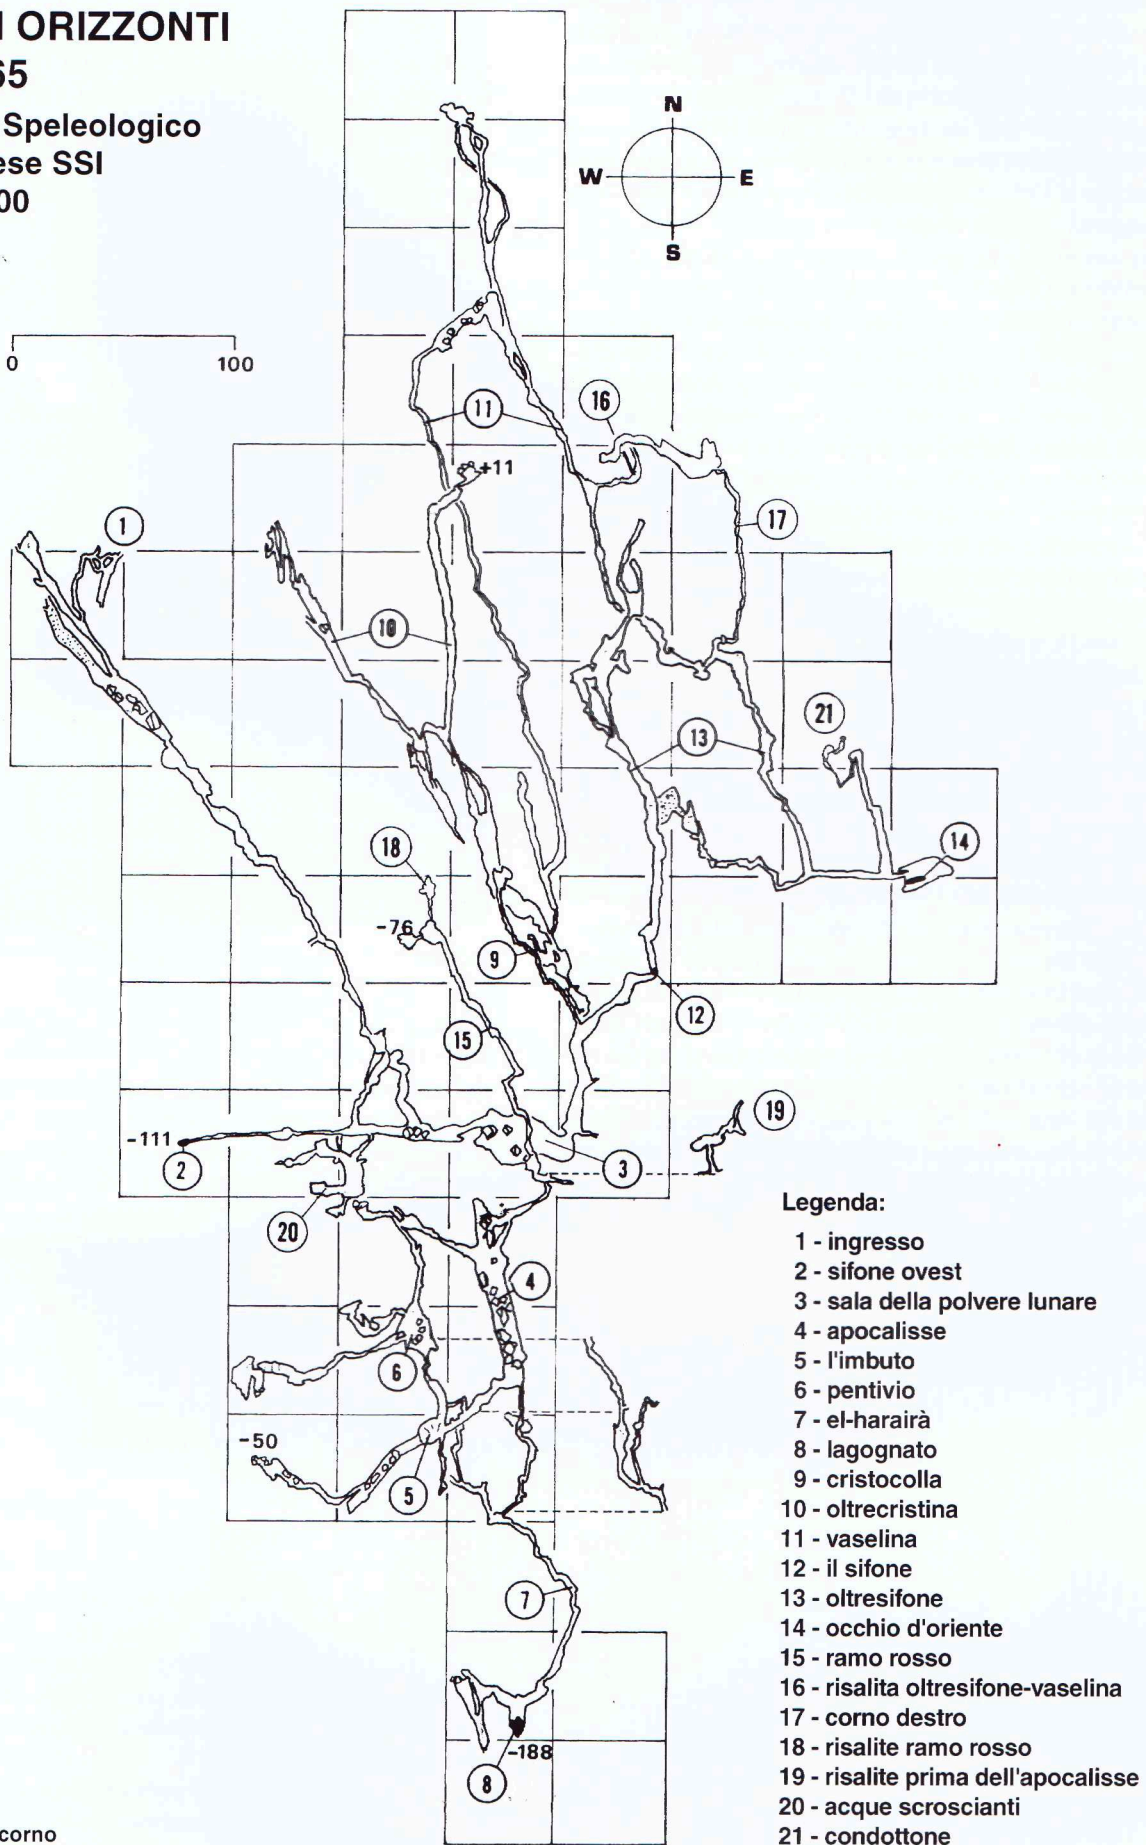 ORIZZONTI
65
Speleologico
ese SSI
00
N
W E
S
0 100
11
16
+11
17
1
10
21
13
18
14
-76
9
12
15
19
-111
2
3
20
4
6
-50
5
7
-188
8
Legenda:
1 - ingresso
2 - sifone ovest
3 - sala della polvere lunare
4 - apocalisse
5 - l'imbuto
6 - pentivio
7 - el-harairà
8 - lagognato
9 - cristocolla
10 - oltrecristina
11 - vaselina
12 - il sifone
13 - oltresifone
14 - occhio d'oriente
15 - ramo rosso
16 - risalita oltresifone-vaselina
17 - corno destro
18 - risalite ramo rosso
19 - risalite prima dell'apocalisse
20 - acque scroscianti
21 - condottone
corno